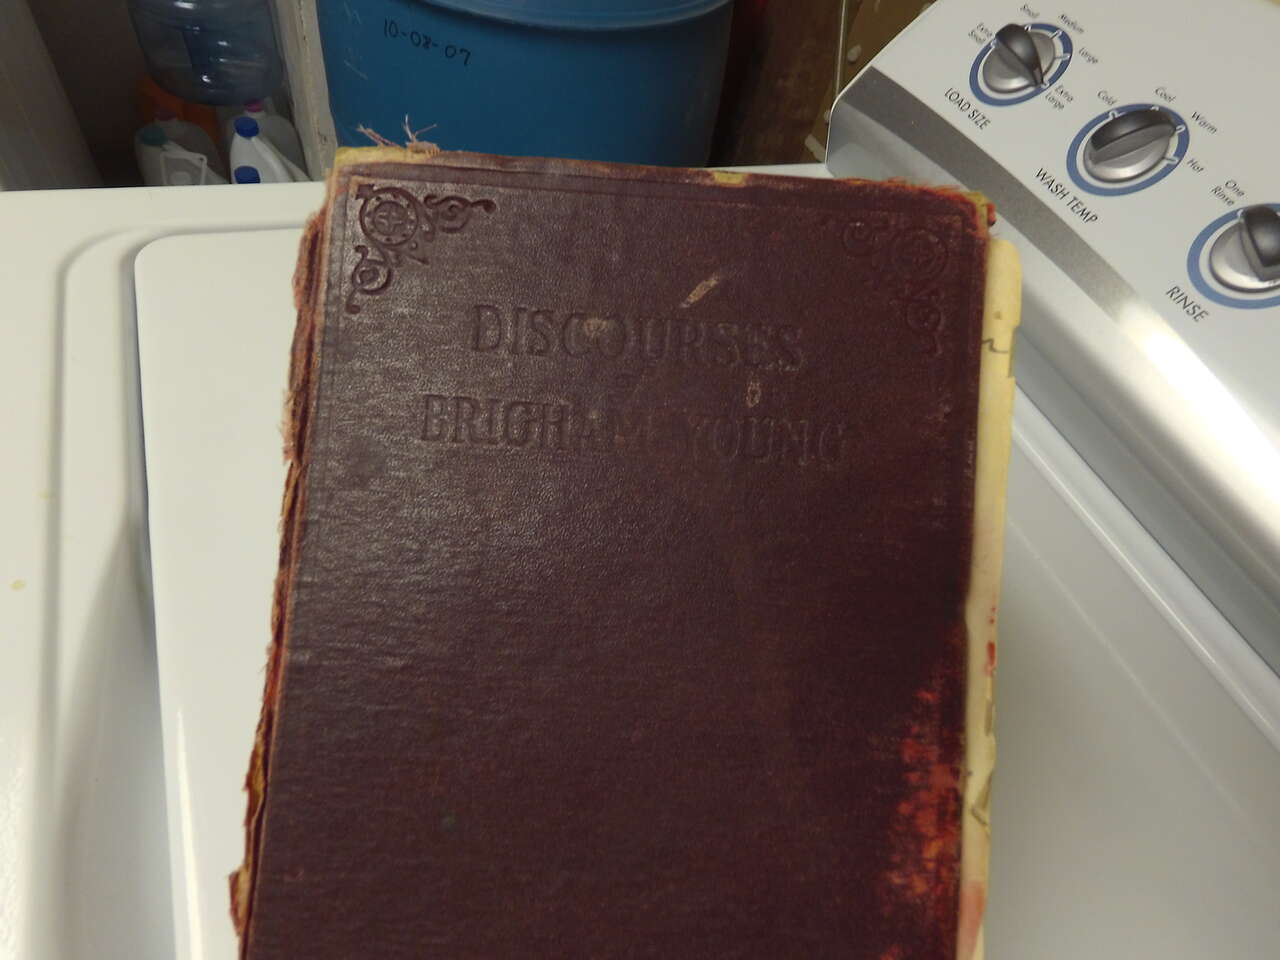 10-08-07
DISCOURSES
OF
BRIGHAM YOUNG
Extra Small
Small
Medium
Large
Extra Large
LOAD SIZE
Cold
Cool
Warm
Hot
WASH TEMP
One Rinse
RINSE